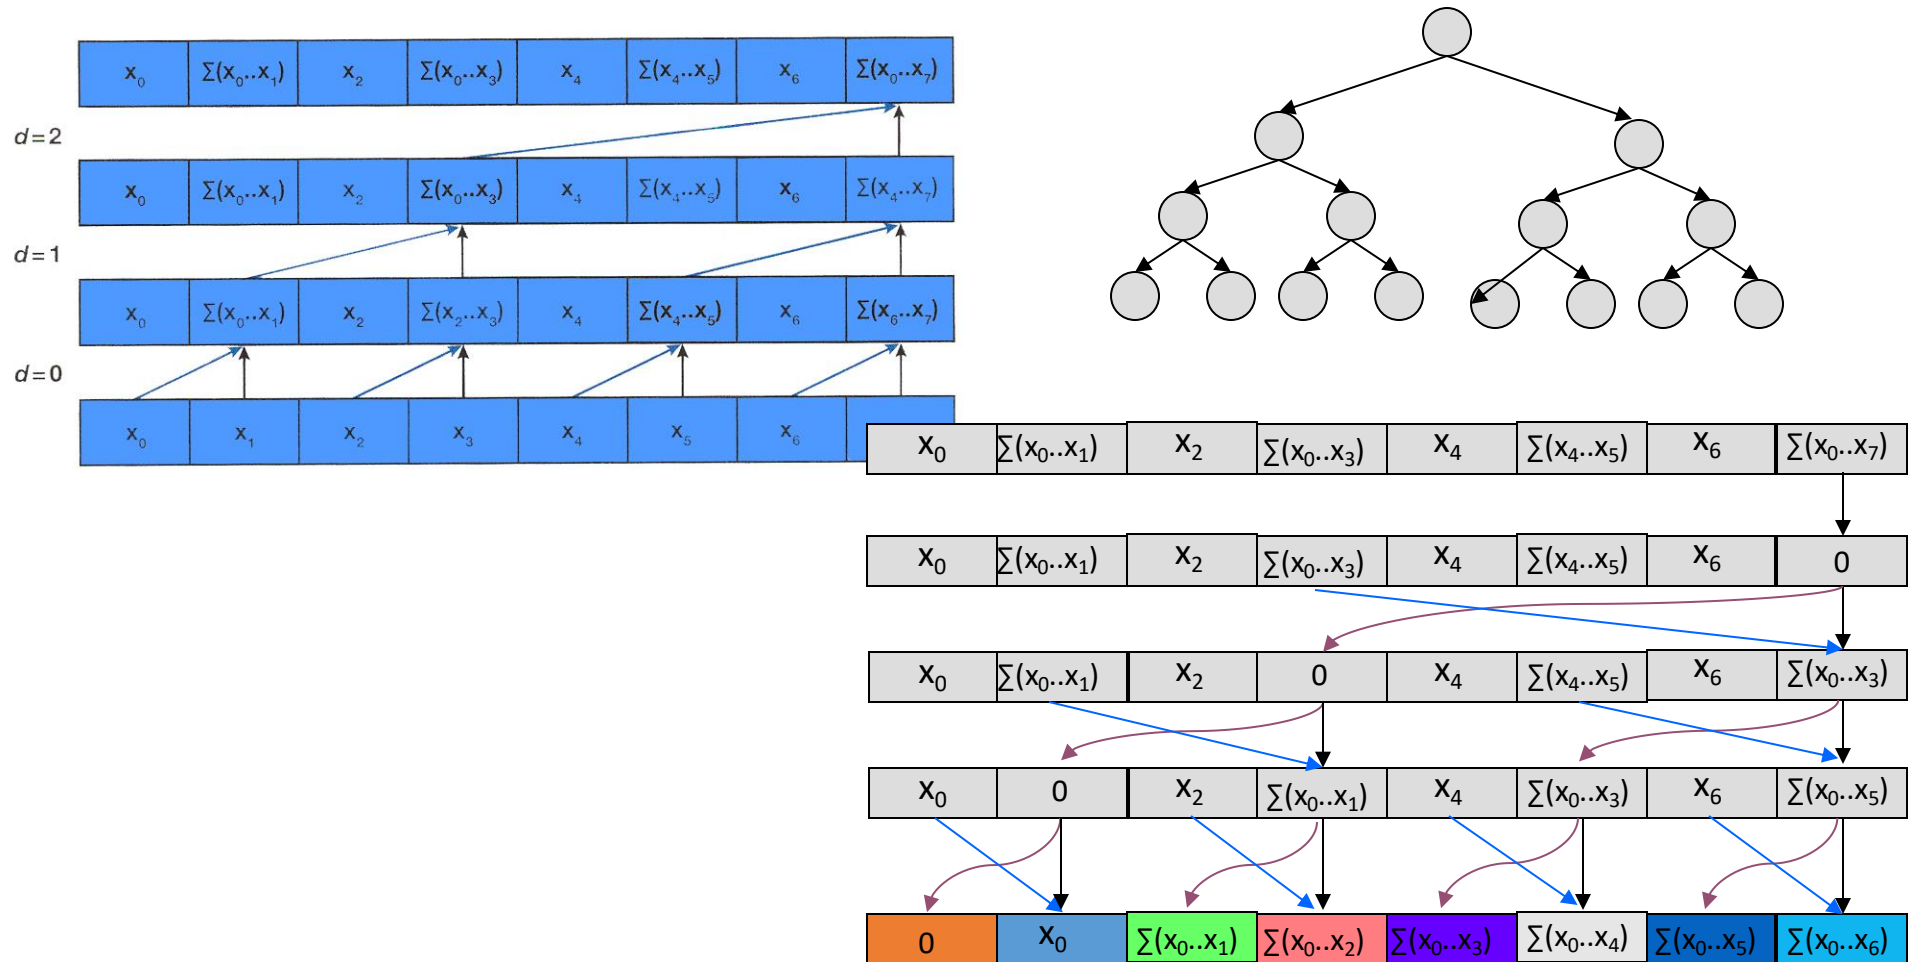 x₀ ∑(x₀..x₁) x₂ ∑(x₀..x₃) x₄ ∑(x₄..x₅) x₆ ∑(x₀..x₇)
d=2
x₀ ∑(x₀..x₁) x₂ ∑(x₀..x₃) x₄ ∑(x₄..x₅) x₆ ∑(x₄..x₇)
d=1
x₀ ∑(x₀..x₁) x₂ ∑(x₂..x₃) x₄ ∑(x₄..x₅) x₆ ∑(x₆..x₇)
d=0
x₀ x₁ x₂ x₃ x₄ x₅ x₆
x₀ ∑(x₀..x₁) x₂ ∑(x₀..x₃) x₄ ∑(x₄..x₅) x₆ ∑(x₀..x₇)
x₀ ∑(x₀..x₁) x₂ ∑(x₀..x₃) x₄ ∑(x₄..x₅) x₆ 0
x₀ ∑(x₀..x₁) x₂ 0 x₄ ∑(x₄..x₅) x₆ ∑(x₀..x₃)
x₀ 0 x₂ ∑(x₀..x₁) x₄ ∑(x₀..x₃) x₆ ∑(x₀..x₅)
0 x₀ ∑(x₀..x₁) ∑(x₀..x₂) ∑(x₀..x₃) ∑(x₀..x₄) ∑(x₀..x₅) ∑(x₀..x₆)